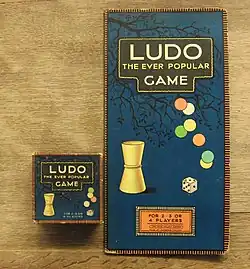 LUDO
THE EVER POPULAR
GAME
FOR 2 · 3 OR
4 PLAYERS
LUDO
THE EVER POPULAR
GAME